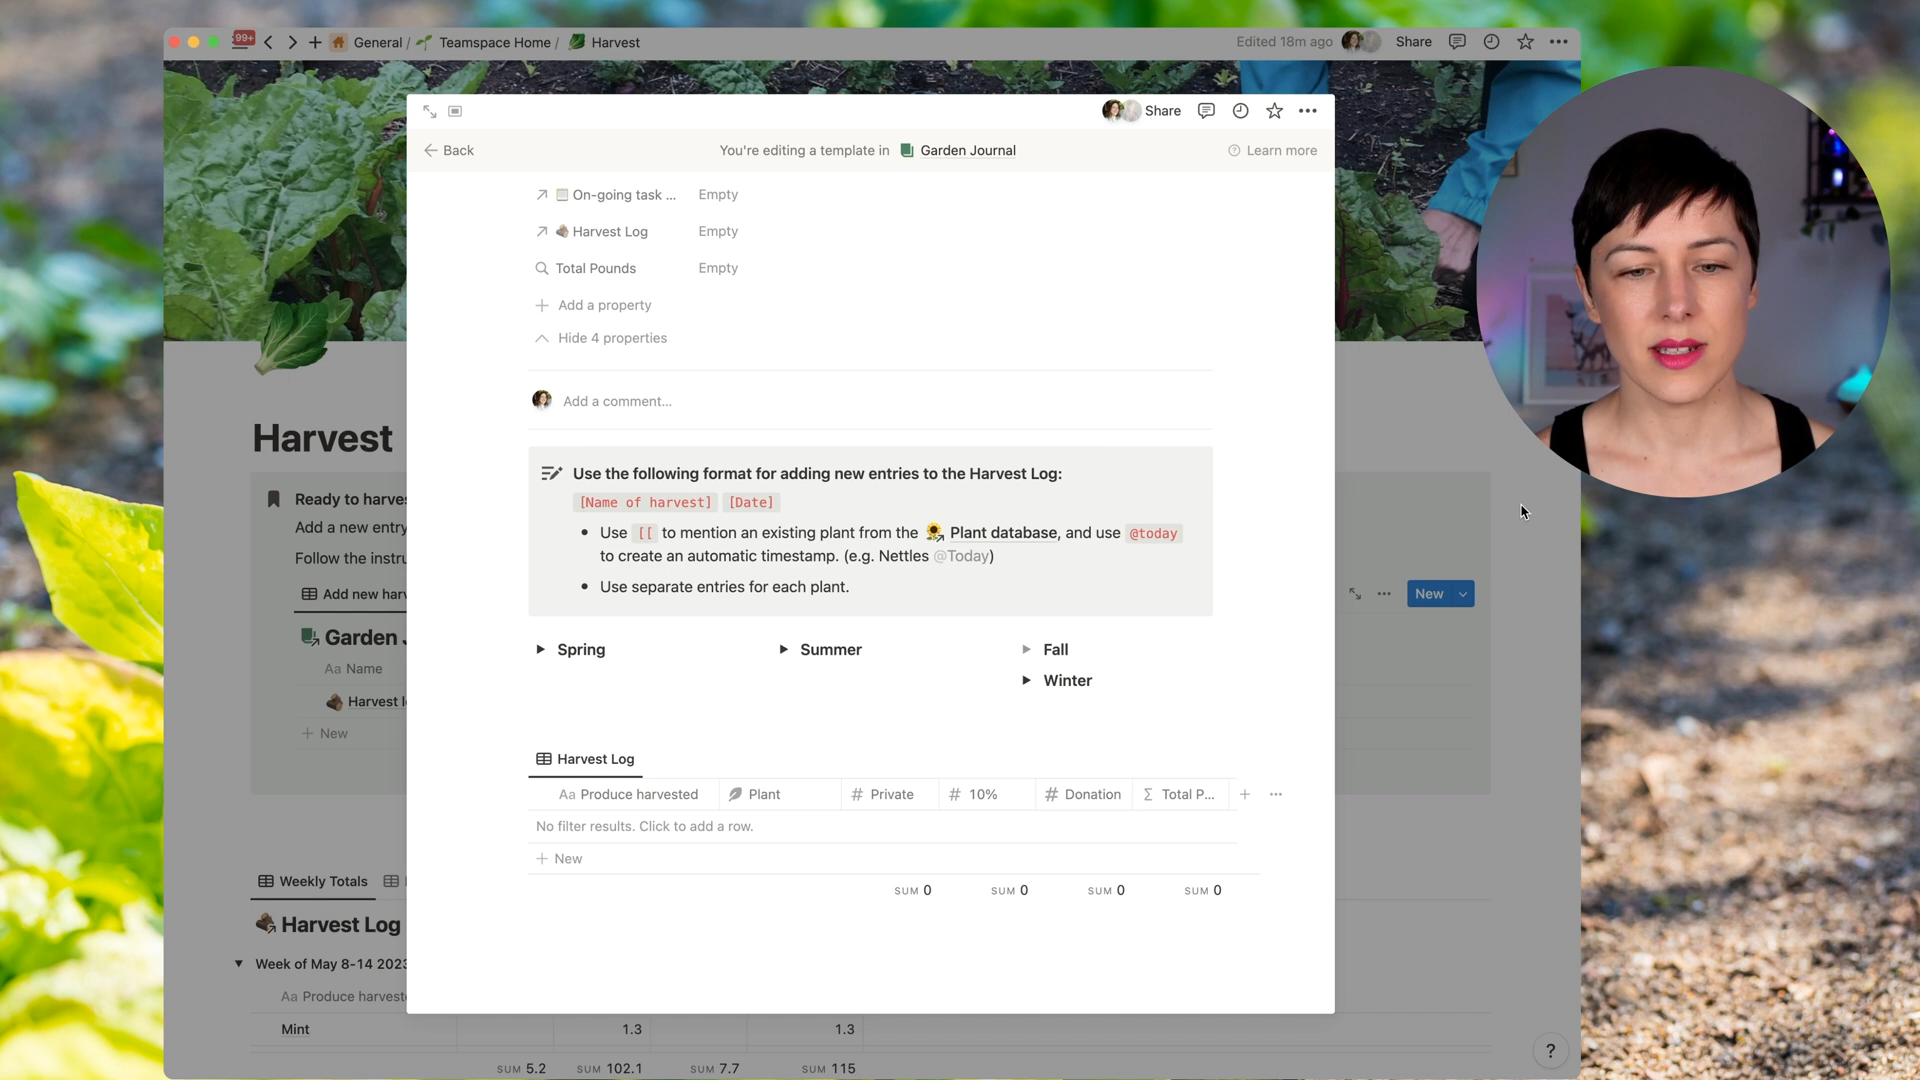 99+
General / Teamspace Home / Harvest
Edited 18m ago Share
Share
Back
You're editing a template in Garden Journal
Learn more
On-going task ... Empty
Harvest Log Empty
Total Pounds Empty
Add a property
Hide 4 properties
Add a comment...
Harvest
Ready to harves
Add a new entry
Follow the instru
Add new harv
Garden J
Aa Name
Harvest l
New
Use the following format for adding new entries to the Harvest Log:
[Name of harvest] [Date]
Use [[ to mention an existing plant from the Plant database, and use @today
to create an automatic timestamp. (e.g. Nettles @Today)
Use separate entries for each plant.
New
Spring Summer Fall
Winter
Harvest Log
Aa Produce harvested Plant # Private # 10% # Donation Σ Total P...
No filter results. Click to add a row.
New
SUM 0 SUM 0 SUM 0 SUM 0
Weekly Totals
Harvest Log
Week of May 8-14 2023
Aa Produce harveste
Mint 1.3 1.3
SUM 5.2 SUM 102.1 SUM 7.7 SUM 115
?